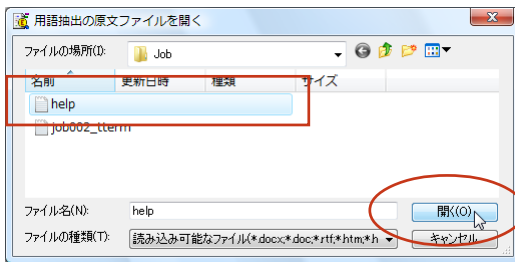 用語抽出の原文ファイルを開く
ファイルの場所(I): Job
名前 更新日時 種類 サイズ
help
job002_tterm
ファイル名(N): help 開く(O)
ファイルの種類(T): 読み込み可能なファイル(*.docx;*.doc;*.rtf;*.htm;*.h キャンセル